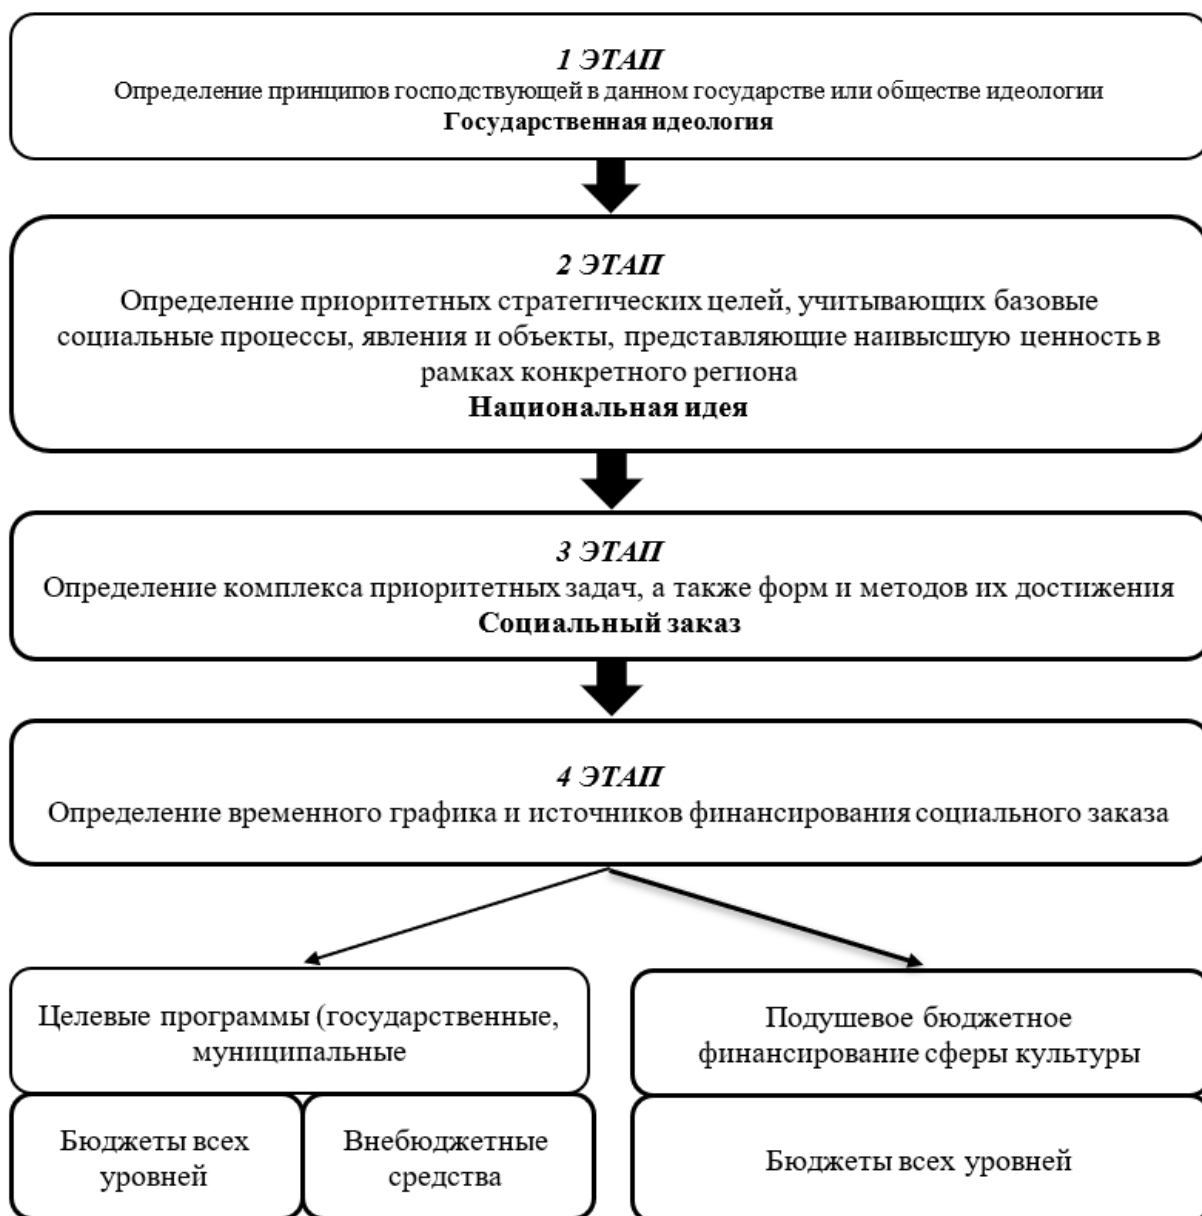 1 ЭТАП
Определение принципов господствующей в данном государстве или обществе идеологии
Государственная идеология
2 ЭТАП
Определение приоритетных стратегических целей, учитывающих базовые
социальные процессы, явления и объекты, представляющие наивысшую ценность в
рамках конкретного региона
Национальная идея
3 ЭТАП
Определение комплекса приоритетных задач, а также форм и методов их достижения
Социальный заказ
4 ЭТАП
Определение временного графика и источников финансирования социального заказа
Целевые программы (государственные,
муниципальные
Подушевое бюджетное
финансирование сферы культуры
Бюджеты всех
уровней
Внебюджетные
средства
Бюджеты всех уровней